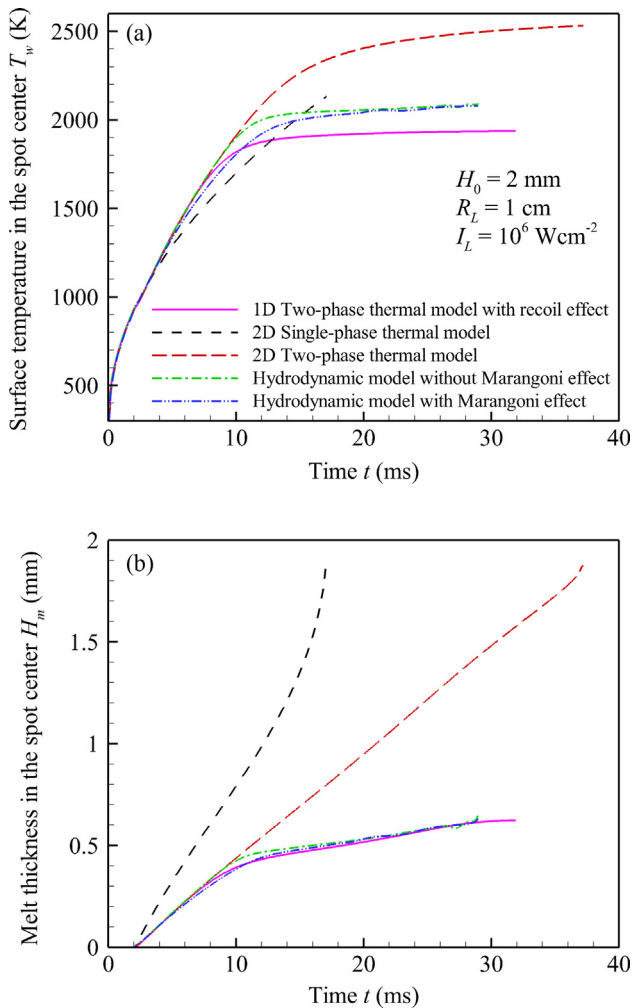 (a)
Surface temperature in the spot center T_w (K)
2500
2000
1500
1000
500
H_0 = 2 mm
R_L = 1 cm
I_L = 10^6 Wcm^-2
1D Two-phase thermal model with recoil effect
2D Single-phase thermal model
2D Two-phase thermal model
Hydrodynamic model without Marangoni effect
Hydrodynamic model with Marangoni effect
0 10 20 30 40
Time t (ms)
(b)
Melt thickness in the spot center H_m (mm)
2
1.5
1
0.5
0
0 10 20 30 40
Time t (ms)